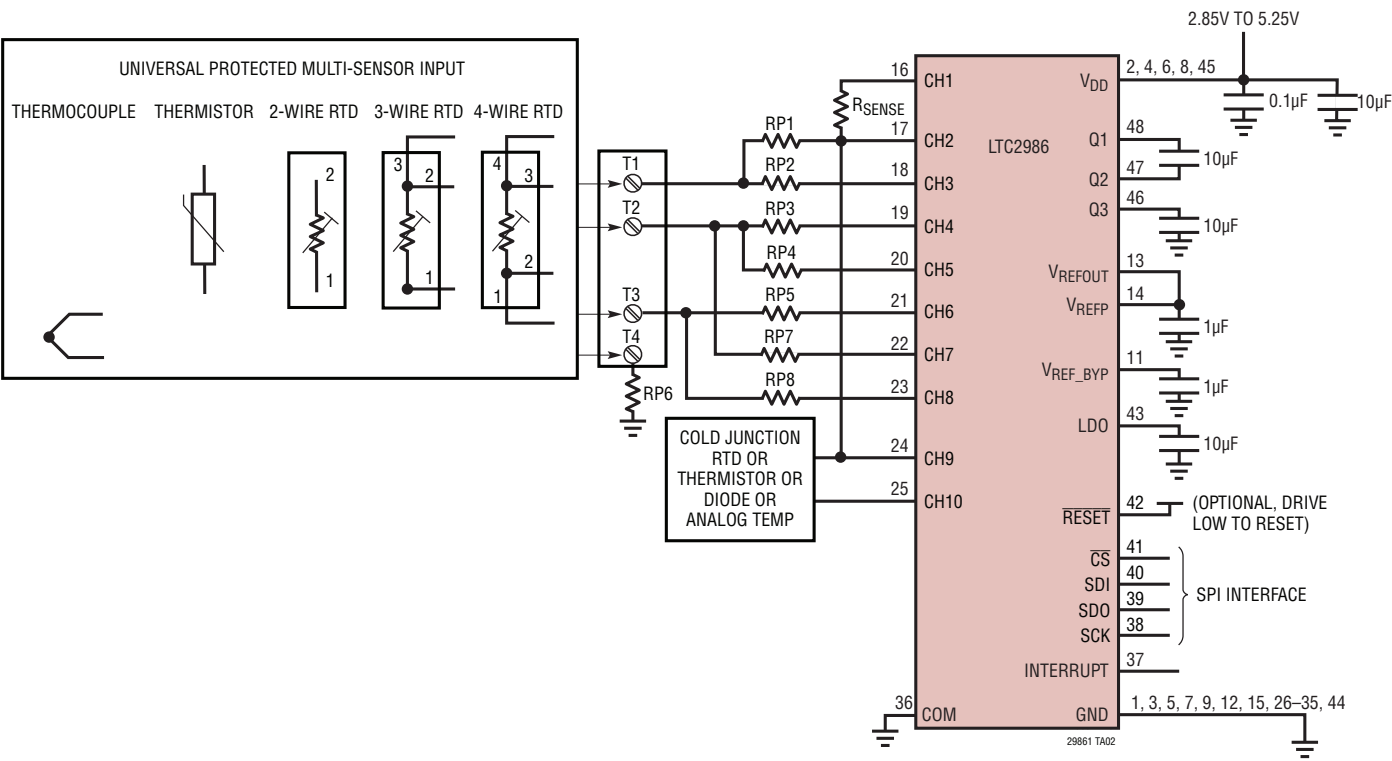 2.85V TO 5.25V
UNIVERSAL PROTECTED MULTI-SENSOR INPUT
THERMOCOUPLE THERMISTOR 2-WIRE RTD 3-WIRE RTD 4-WIRE RTD
2
1
3
2
1
4
3
2
1
T1
T2
T3
T4
RP1
RP2
RP3
RP4
RP5
RP7
RP8
RP6
RSENSE
COLD JUNCTION
RTD OR
THERMISTOR OR
DIODE OR
ANALOG TEMP
16 CH1
17 CH2
18 CH3
19 CH4
20 CH5
21 CH6
22 CH7
23 CH8
24 CH9
25 CH10
36 COM
LTC2986
VDD 2, 4, 6, 8, 45
0.1µF 10µF
Q1 48
10µF
Q2 47
Q3 46
10µF
VREFOUT 13
VREFP 14
1µF
VREF_BYP 11
1µF
LDO 43
10µF
RESET 42 (OPTIONAL, DRIVE
LOW TO RESET)
CS 41
SDI 40
SDO 39
SCK 38
SPI INTERFACE
INTERRUPT 37
GND 1, 3, 5, 7, 9, 12, 15, 26–35, 44
29861 TA02